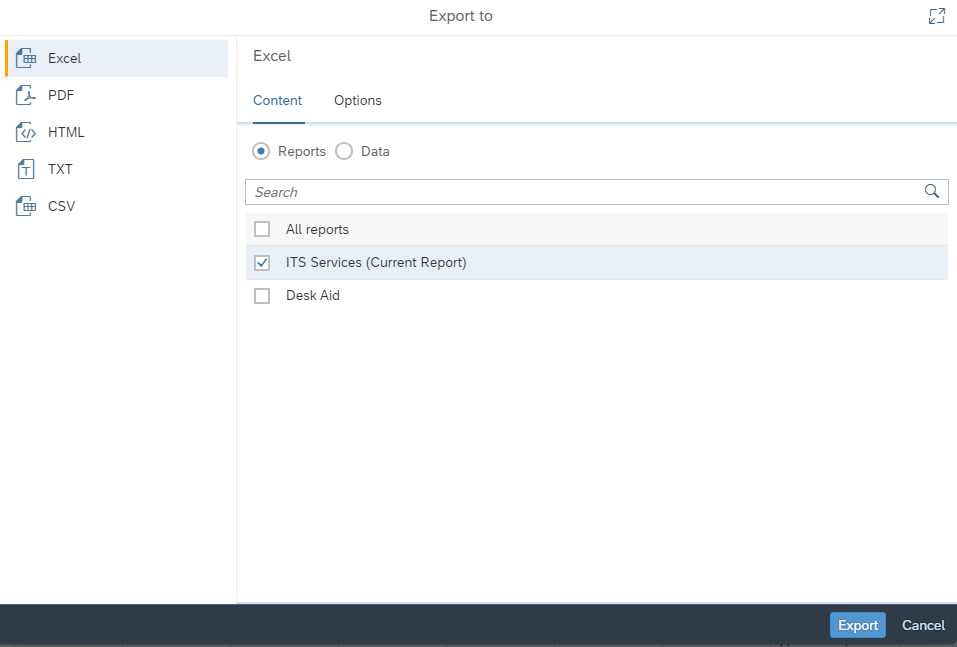 Export to
Excel
PDF
HTML
TXT
CSV
Excel
Content Options
Reports Data
Search
All reports
ITS Services (Current Report)
Desk Aid
Export Cancel